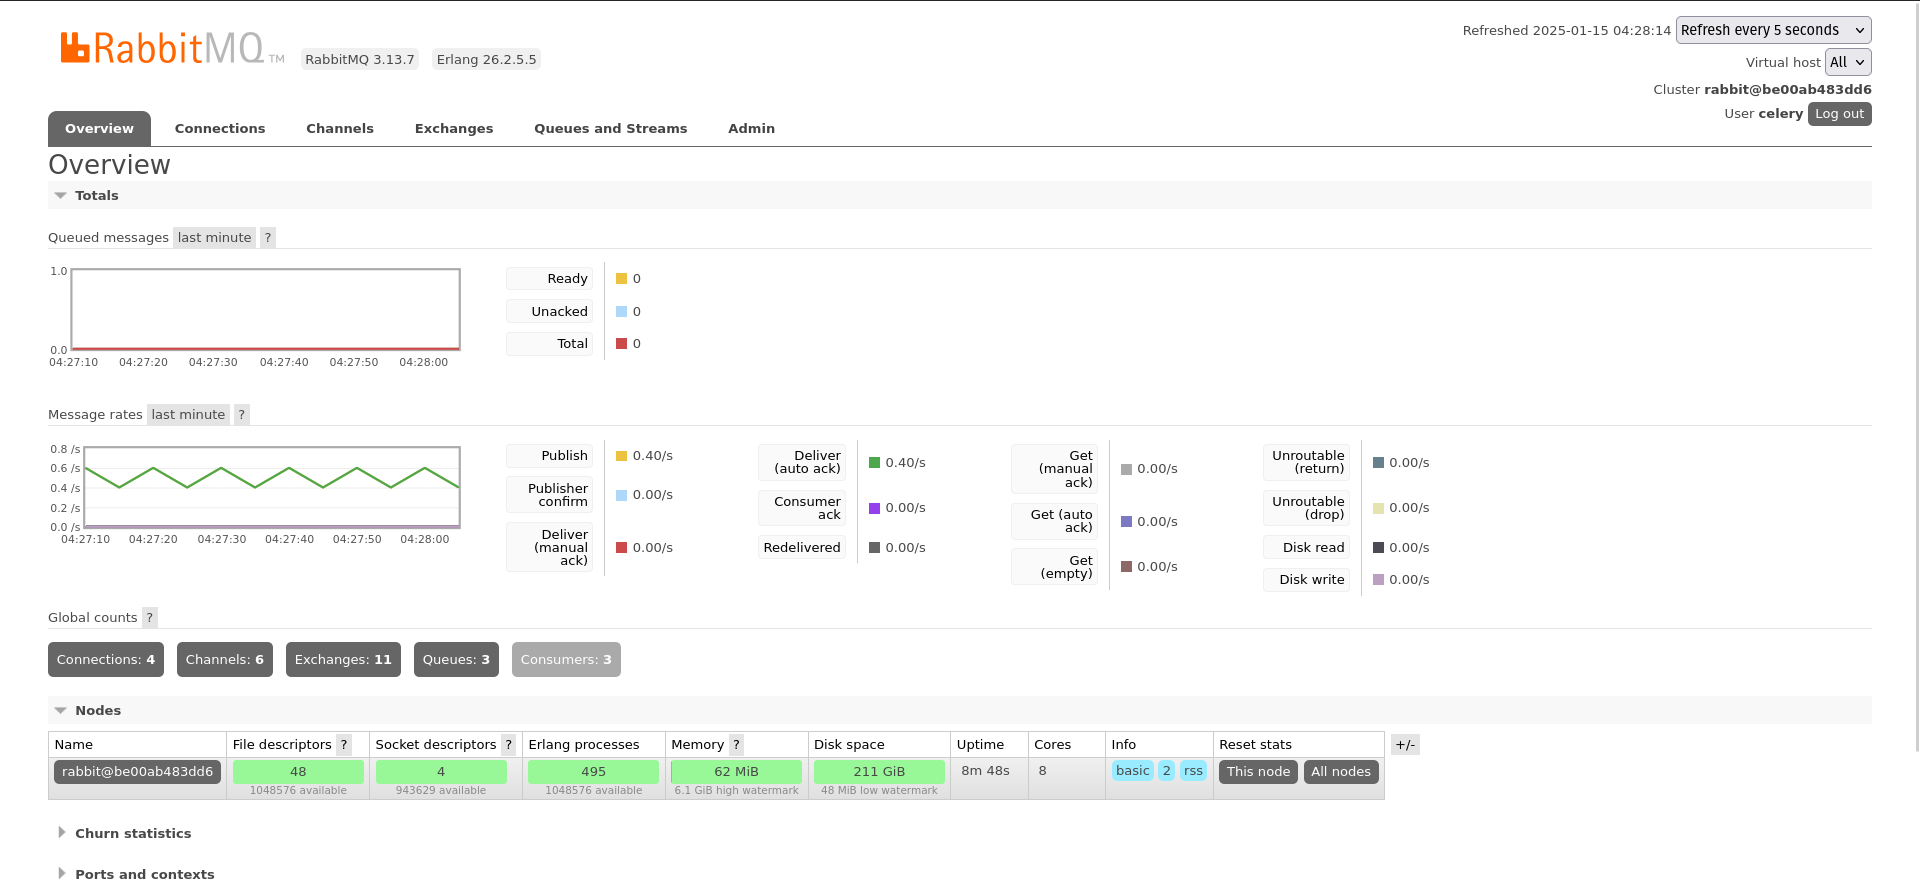 RabbitMQ TM RabbitMQ 3.13.7 Erlang 26.2.5.5
Refreshed 2025-01-15 04:28:14 Refresh every 5 seconds
Virtual host All
Cluster rabbit@be00ab483dd6
User celery Log out
Overview Connections Channels Exchanges Queues and Streams Admin
Overview
Totals
Queued messages last minute ?
1.0
0.0
04:27:10 04:27:20 04:27:30 04:27:40 04:27:50 04:28:00
Ready 0
Unacked 0
Total 0
Message rates last minute ?
0.8 /s
0.6 /s
0.4 /s
0.2 /s
0.0 /s
04:27:10 04:27:20 04:27:30 04:27:40 04:27:50 04:28:00
Publish 0.40/s
Publisher
confirm 0.00/s
Deliver
(manual
ack) 0.00/s
Deliver
(auto ack) 0.40/s
Consumer
ack 0.00/s
Redelivered 0.00/s
Get
(manual
ack) 0.00/s
Get (auto
ack) 0.00/s
Get
(empty) 0.00/s
Unroutable
(return) 0.00/s
Unroutable
(drop) 0.00/s
Disk read 0.00/s
Disk write 0.00/s
Global counts ?
Connections: 4 Channels: 6 Exchanges: 11 Queues: 3 Consumers: 3
Nodes
Name File descriptors ? Socket descriptors ? Erlang processes Memory ? Disk space Uptime Cores Info Reset stats +/-
rabbit@be00ab483dd6 48 4 495 62 MiB 211 GiB 8m 48s 8 basic 2 rss This node All nodes
1048576 available 943629 available 1048576 available 6.1 GiB high watermark 48 MiB low watermark
Churn statistics
Ports and contexts